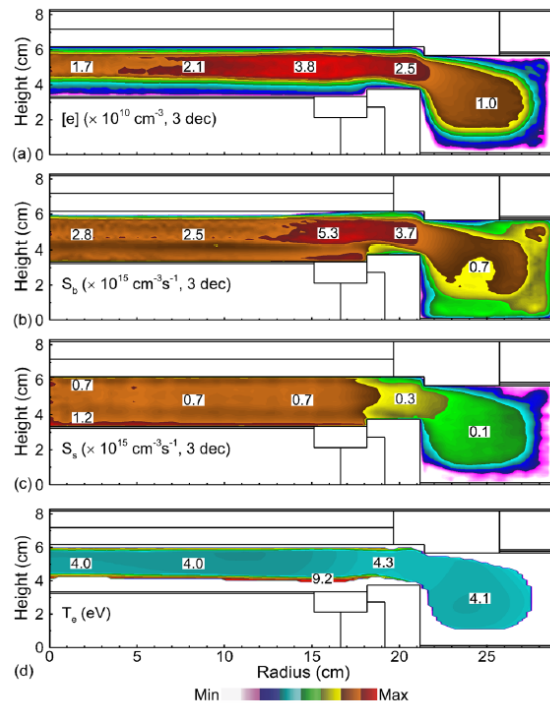 8
6
4
2
0
Height (cm)
1.7
2.1
3.8
2.5
1.0
[e] (× 10¹⁰ cm⁻³, 3 dec)
(a)
8
6
4
2
0
Height (cm)
2.8
2.5
5.3
3.7
0.7
S_b (× 10¹⁵ cm⁻³s⁻¹, 3 dec)
(b)
8
6
4
2
0
Height (cm)
0.7
0.7
0.7
0.3
1.2
0.1
S_s (× 10¹⁵ cm⁻³s⁻¹, 3 dec)
(c)
8
6
4
2
0
Height (cm)
4.0
4.0
4.3
9.2
4.1
T_e (eV)
(d)
0 5 10 15 20 25
Radius (cm)
Min Max